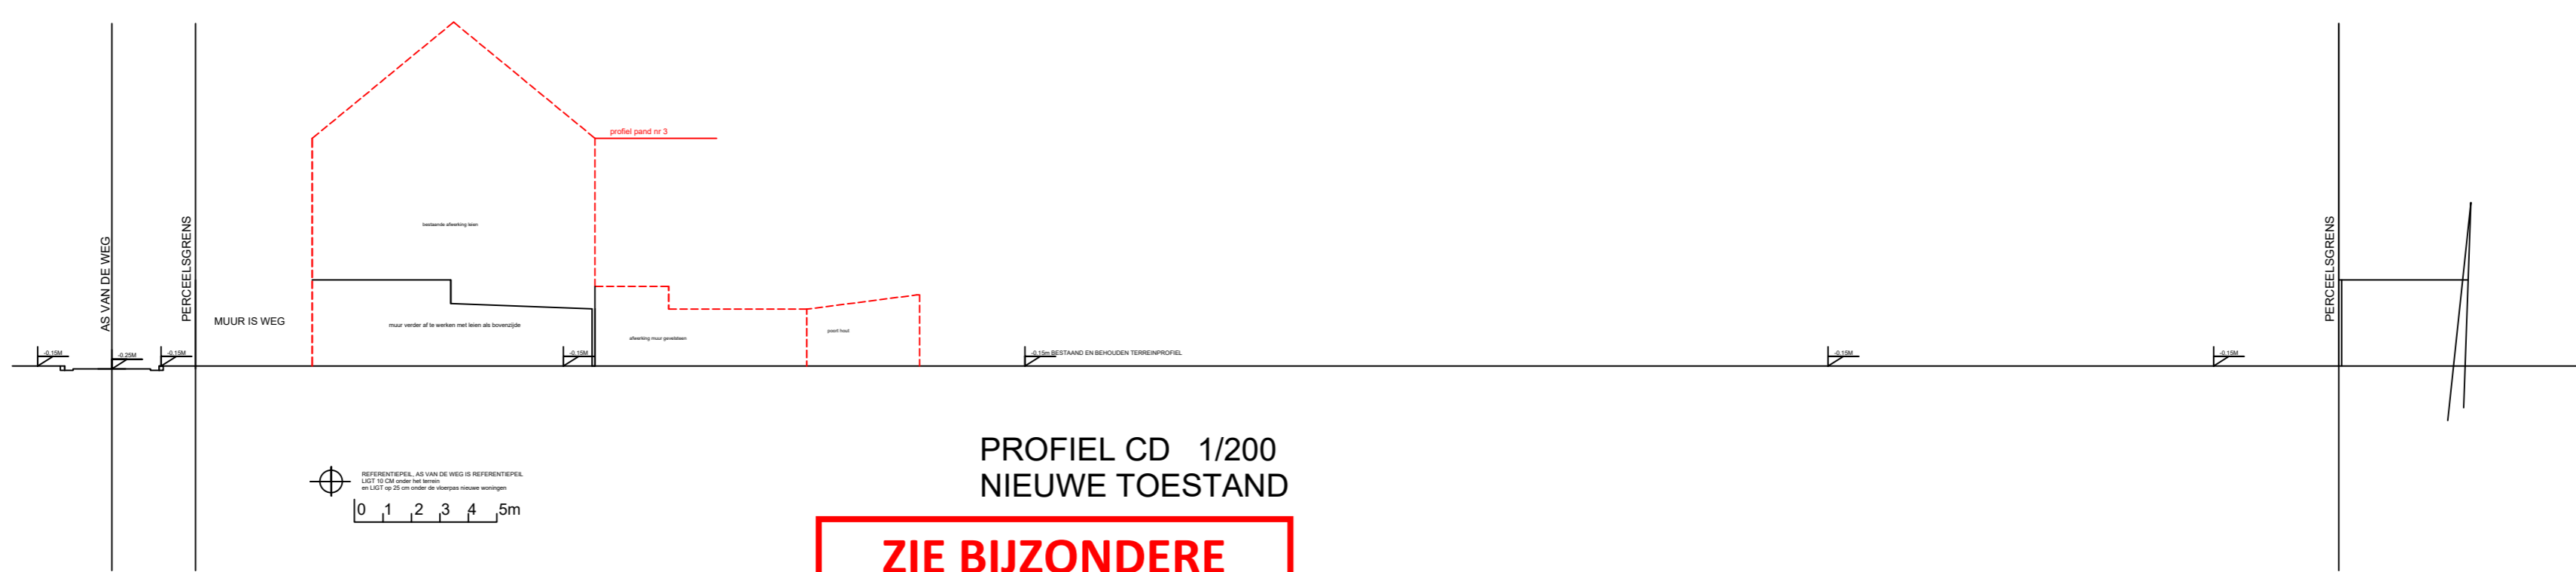 profiel pand nr 3
AS VAN DE WEG
PERCEELSGRENS
bestaande afwerking leien
PERCEELSGRENS
MUUR IS WEG
muur verder af te werken met leien als bovenzijde
afwerking muur gevelsteen
poort hout
-0,15M
-0.25M
-0,15M
-0,15M
-0,15m BESTAAND EN BEHOUDEN TERREINPROFIEL
-0,15M
-0,15M
PROFIEL CD 1/200
NIEUWE TOESTAND
REFERENTIEPEIL, AS VAN DE WEG IS REFERENTIEPEIL
LIGT 10 CM onder het terrein
en LIGT op 25 cm onder de vloerpas nieuwe woningen
0 1 2 3 4 5m
ZIE BIJZONDERE